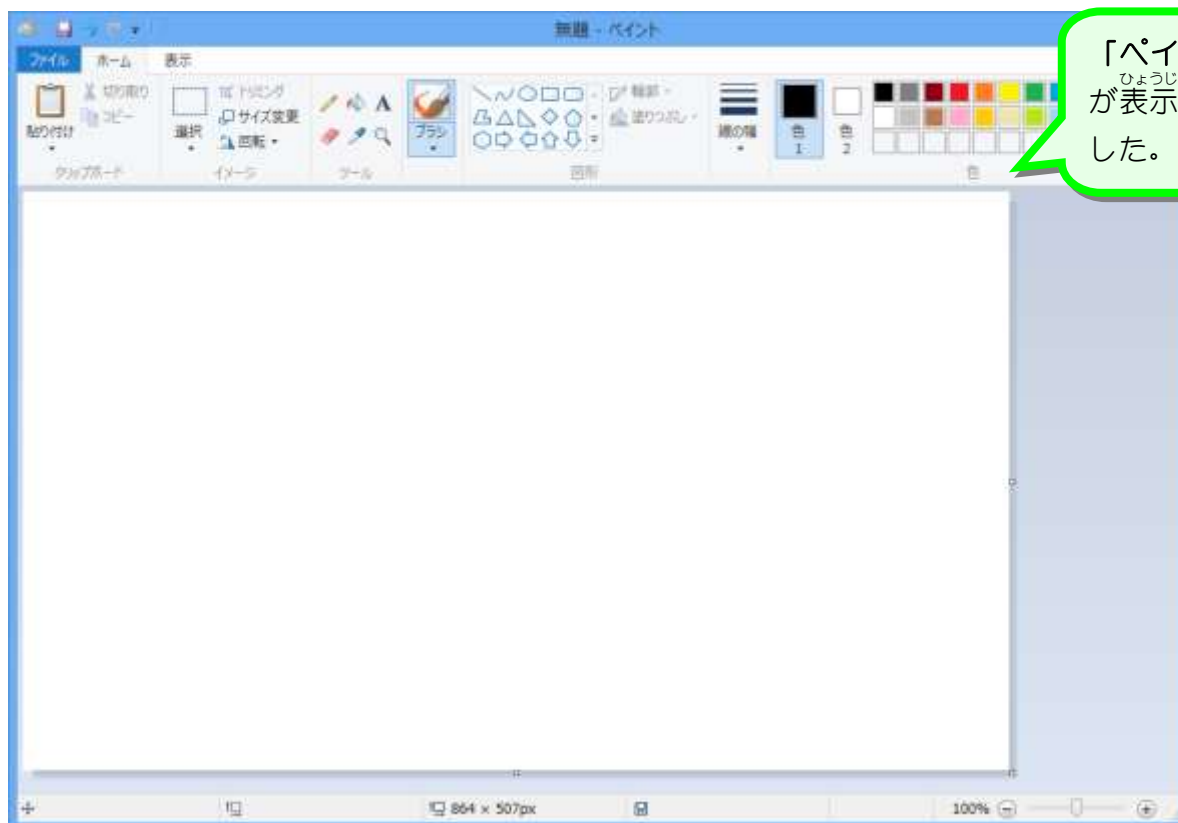 無題 - ペイント
ファイル ホーム 表示
切り取り
コピー
貼り付け
クリップボード
トリミング
サイズ変更
回転
選択
イメージ
A
ツール
ブラシ
輪郭
塗りつぶし
図形
線の幅
色
1
色
2
色
「ペイ
ひょうじ
が表示
した。
864 × 507px
100%